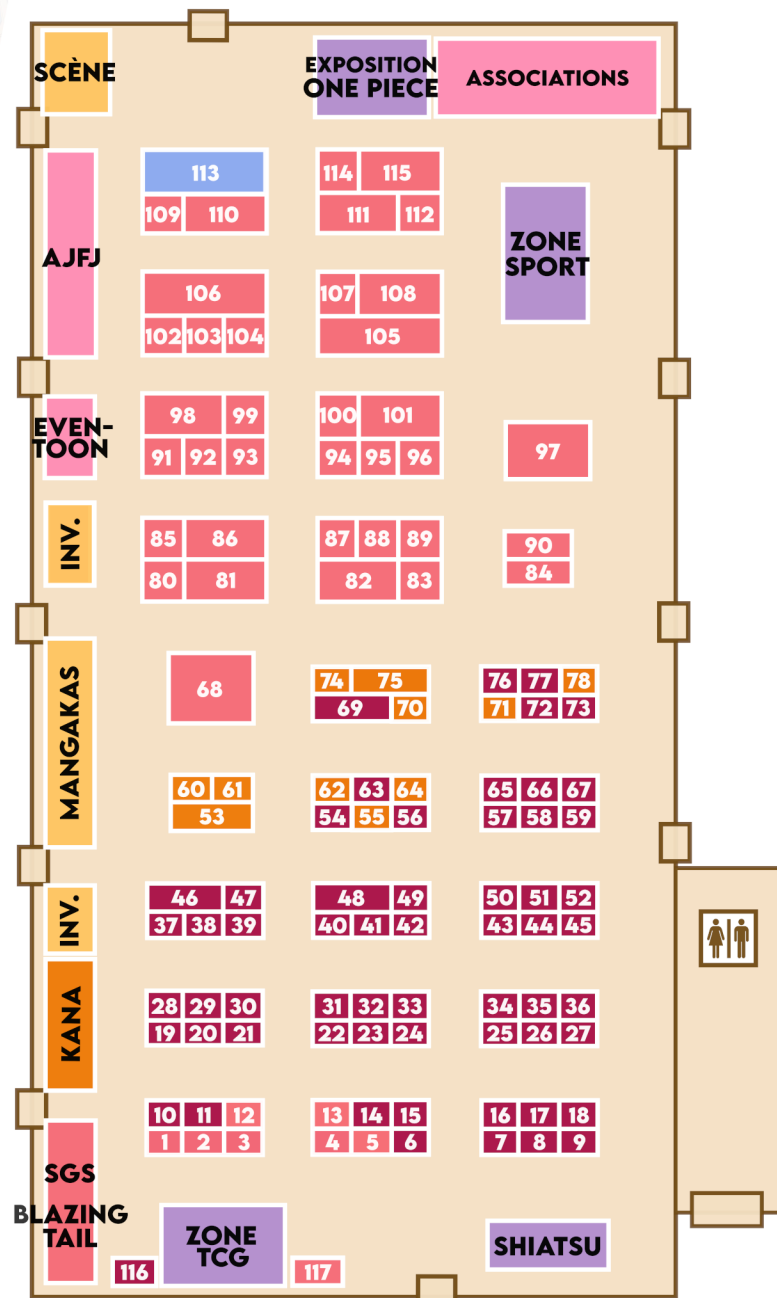 SCÈNE
EXPOSITION
ONE PIECE
ASSOCIATIONS
AJFJ
113
109 110
114 115
111 112
ZONE
SPORT
106
102 103 104
107 108
105
EVEN-
TOON
98 99
91 92 93
100 101
94 95 96
97
INV.
85 86
80 81
87 88 89
82 83
90
84
MANGAKAS
68
74 75
69 70
76 77 78
71 72 73
60 61
53
62 63 64
54 55 56
65 66 67
57 58 59
INV.
46 47
37 38 39
48 49
40 41 42
50 51 52
43 44 45
KANA
28 29 30
19 20 21
31 32 33
22 23 24
34 35 36
25 26 27
SGS
BLAZING
TAIL
10 11 12
1 2 3
13 14 15
4 5 6
16 17 18
7 8 9
116
ZONE
TCG
117
SHIATSU